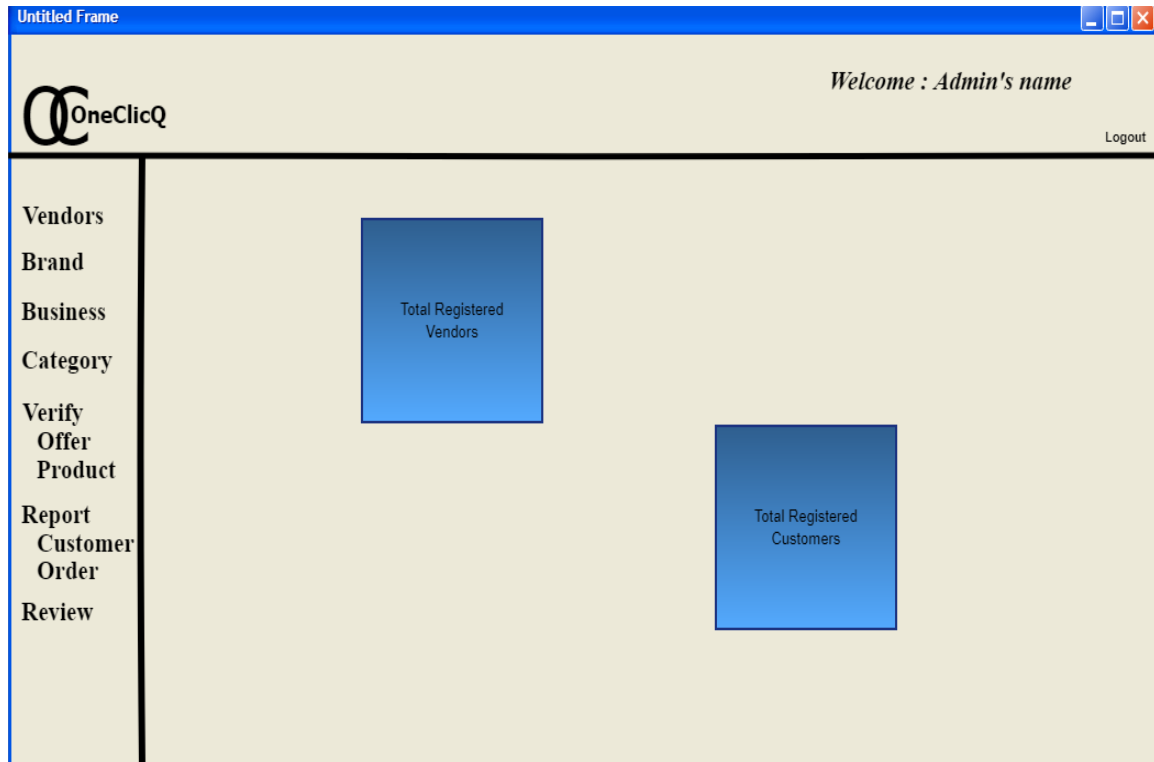 Untitled Frame
Welcome : Admin's name
OC OneClicQ
Logout
Vendors
Brand
Business
Category
Verify
Offer
Product
Report
Customer
Order
Review
Total Registered
Vendors
Total Registered
Customers